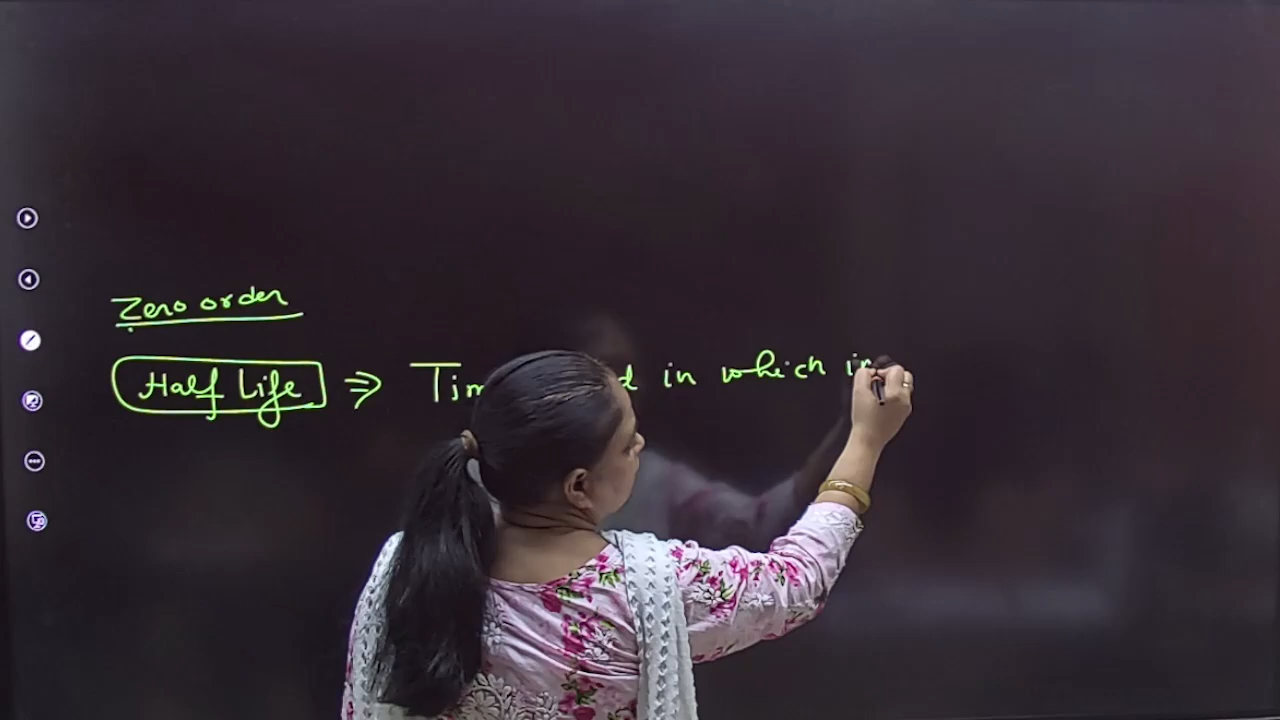 Zero order
Half Life ⇒ Tim d in which in